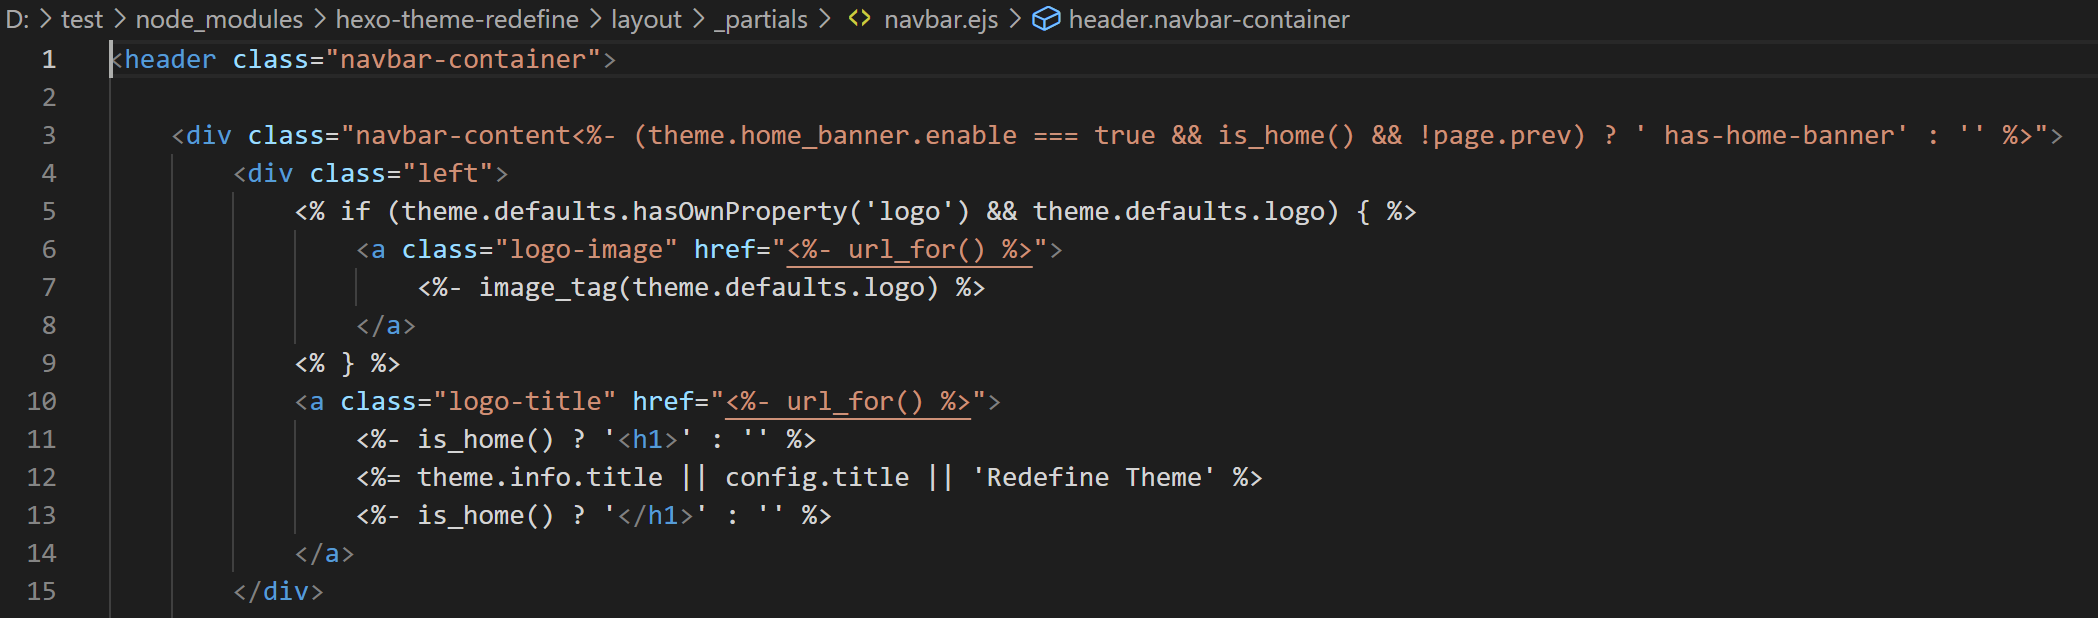 D: > test > node_modules > hexo-theme-redefine > layout > _partials > <> navbar.ejs > header.navbar-container
1 <header class="navbar-container">
2
3 <div class="navbar-content<%- (theme.home_banner.enable === true && is_home() && !page.prev) ? ' has-home-banner' : '' %>">
4 <div class="left">
5 <% if (theme.defaults.hasOwnProperty('logo') && theme.defaults.logo) { %>
6 <a class="logo-image" href="<%- url_for() %>">
7 <%- image_tag(theme.defaults.logo) %>
8 </a>
9 <% } %>
10 <a class="logo-title" href="<%- url_for() %>">
11 <%- is_home() ? '<h1>' : '' %>
12 <%= theme.info.title || config.title || 'Redefine Theme' %>
13 <%- is_home() ? '</h1>' : '' %>
14 </a>
15 </div>